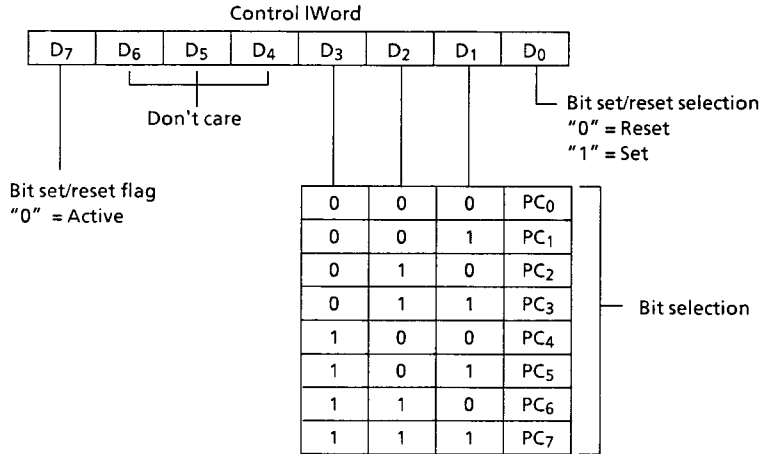 Control lWord
D7 D6 D5 D4 D3 D2 D1 D0
Don't care
Bit set/reset selection
"0" = Reset
"1" = Set
Bit set/reset flag
"0" = Active
0 0 0 PC0
0 0 1 PC1
0 1 0 PC2
0 1 1 PC3
1 0 0 PC4
1 0 1 PC5
1 1 0 PC6
1 1 1 PC7
Bit selection